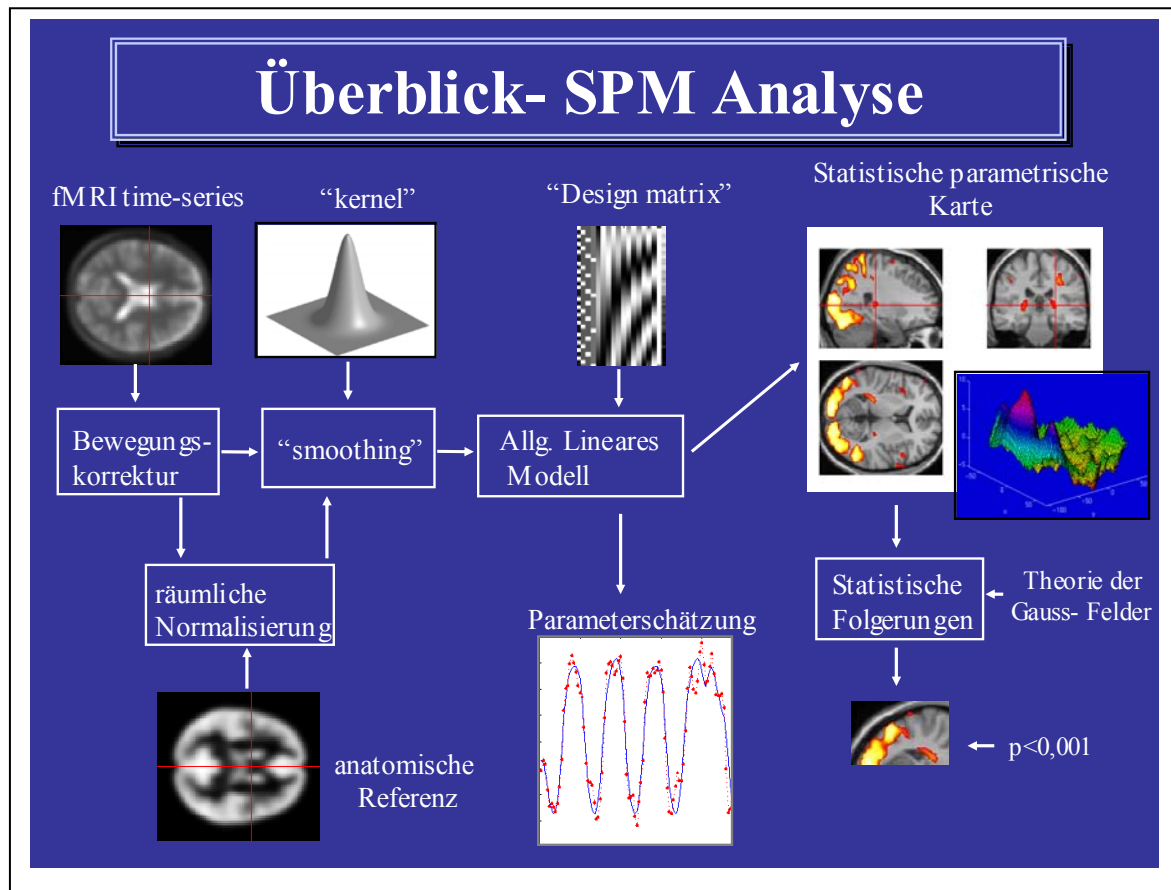 Überblick- SPM Analyse
fMRI time-series
“kernel”
“Design matrix”
Statistische parametrische
Karte
Bewegungs-
korrektur
“smoothing”
Allg. Lineares
Modell
räumliche
Normalisierung
anatomische
Referenz
Parameterschätzung
Statistische
Folgerungen
Theorie der
Gauss- Felder
p<0,001